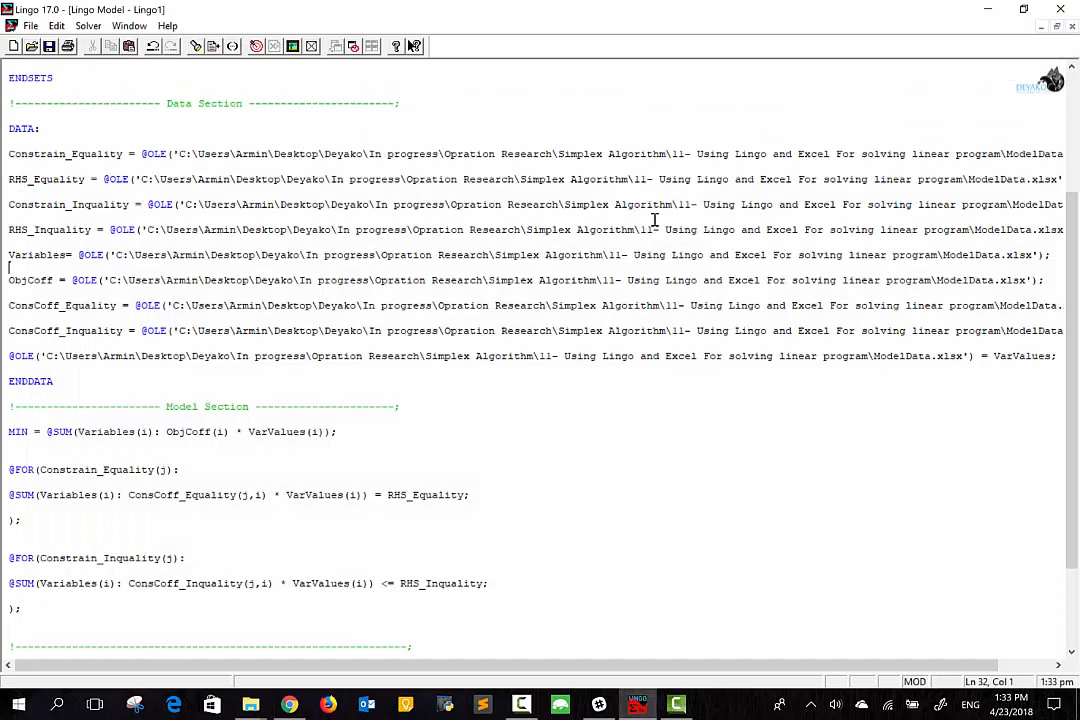 Lingo 17.0 - [Lingo Model - Lingo1]
File Edit Solver Window Help
ENDSETS
!----------------------- Data Section -----------------------;
DEYAKO
DATA:
Constrain_Equality = @OLE('C:\Users\Armin\Desktop\Deyako\In progress\Opration Research\Simplex Algorithm\11- Using Lingo and Excel For solving linear program\ModelData
RHS_Equality = @OLE('C:\Users\Armin\Desktop\Deyako\In progress\Opration Research\Simplex Algorithm\11- Using Lingo and Excel For solving linear program\ModelData.xlsx'
Constrain_Inquality = @OLE('C:\Users\Armin\Desktop\Deyako\In progress\Opration Research\Simplex Algorithm\11- Using Lingo and Excel For solving linear program\ModelDat
RHS_Inquality = @OLE('C:\Users\Armin\Desktop\Deyako\In progress\Opration Research\Simplex Algorithm\11- Using Lingo and Excel For solving linear program\ModelData.xlsx
Variables= @OLE('C:\Users\Armin\Desktop\Deyako\In progress\Opration Research\Simplex Algorithm\11- Using Lingo and Excel For solving linear program\ModelData.xlsx');
ObjCoff = @OLE('C:\Users\Armin\Desktop\Deyako\In progress\Opration Research\Simplex Algorithm\11- Using Lingo and Excel For solving linear program\ModelData.xlsx');
ConsCoff_Equality = @OLE('C:\Users\Armin\Desktop\Deyako\In progress\Opration Research\Simplex Algorithm\11- Using Lingo and Excel For solving linear program\ModelData.
ConsCoff_Inquality = @OLE('C:\Users\Armin\Desktop\Deyako\In progress\Opration Research\Simplex Algorithm\11- Using Lingo and Excel For solving linear program\ModelData
@OLE('C:\Users\Armin\Desktop\Deyako\In progress\Opration Research\Simplex Algorithm\11- Using Lingo and Excel For solving linear program\ModelData.xlsx') = VarValues;
ENDDATA
!----------------------- Model Section ----------------------;
MIN = @SUM(Variables(i): ObjCoff(i) * VarValues(i));
@FOR(Constrain_Equality(j):
@SUM(Variables(i): ConsCoff_Equality(j,i) * VarValues(i)) = RHS_Equality;
);
@FOR(Constrain_Inquality(j):
@SUM(Variables(i): ConsCoff_Inquality(j,i) * VarValues(i)) <= RHS_Inquality;
);
!--------------------------------------------------------------;
MOD Ln 32, Col 1 1:33 pm
ENG
1:33 PM
4/23/2018